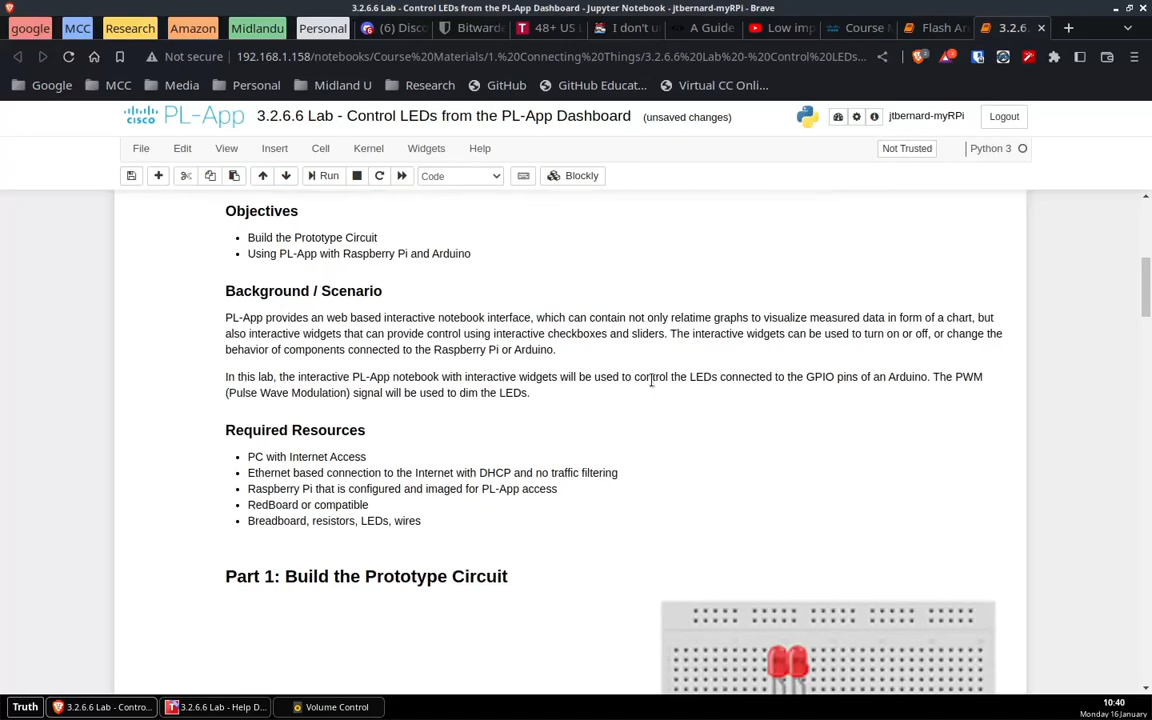 3.2.6.6 Lab - Control LEDs from the PL-App Dashboard - Jupyter Notebook - jtbernard-myRPi - Brave
google MCC Research Amazon Midlandu Personal (6) Disc Bitwarde 48+ US I don't u A Guide Low imp Course Flash Ar 3.2.6
Not secure 192.168.1.158/notebooks/Course%20Materials/1.%20Connecting%20Things/3.2.6.6%20Lab%20-%20Control%20LEDs...
Google MCC Media Personal Midland U Research GitHub GitHub Educat... Virtual CC Onli...
cisco PL-App 3.2.6.6 Lab - Control LEDs from the PL-App Dashboard (unsaved changes) jtbernard-myRPi Logout
File Edit View Insert Cell Kernel Widgets Help Not Trusted Python 3
Run Code Blockly
Objectives
• Build the Prototype Circuit
• Using PL-App with Raspberry Pi and Arduino
Background / Scenario
PL-App provides an web based interactive notebook interface, which can contain not only relatime graphs to visualize measured data in form of a chart, but
also interactive widgets that can provide control using interactive checkboxes and sliders. The interactive widgets can be used to turn on or off, or change the
behavior of components connected to the Raspberry Pi or Arduino.
In this lab, the interactive PL-App notebook with interactive widgets will be used to control the LEDs connected to the GPIO pins of an Arduino. The PWM
(Pulse Wave Modulation) signal will be used to dim the LEDs.
Required Resources
• PC with Internet Access
• Ethernet based connection to the Internet with DHCP and no traffic filtering
• Raspberry Pi that is configured and imaged for PL-App access
• RedBoard or compatible
• Breadboard, resistors, LEDs, wires
Part 1: Build the Prototype Circuit
Truth 3.2.6.6 Lab - Contro... 3.2.6.6 Lab - Help D... Volume Control 10:40
Monday 16 January